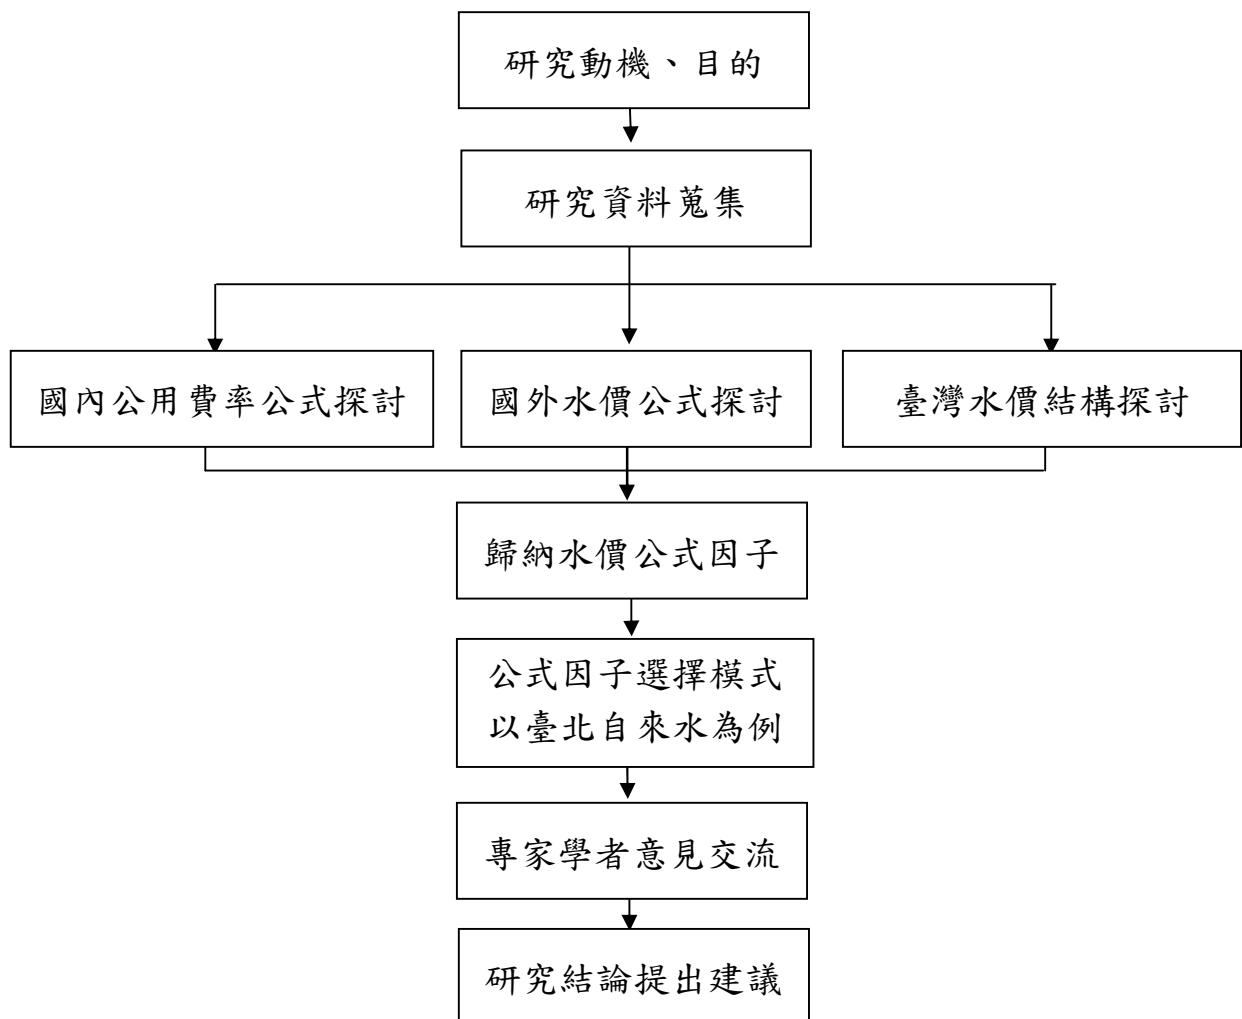 研究動機、目的
研究資料蒐集
國內公用費率公式探討
國外水價公式探討
臺灣水價結構探討
歸納水價公式因子
公式因子選擇模式
以臺北自來水為例
專家學者意見交流
研究結論提出建議